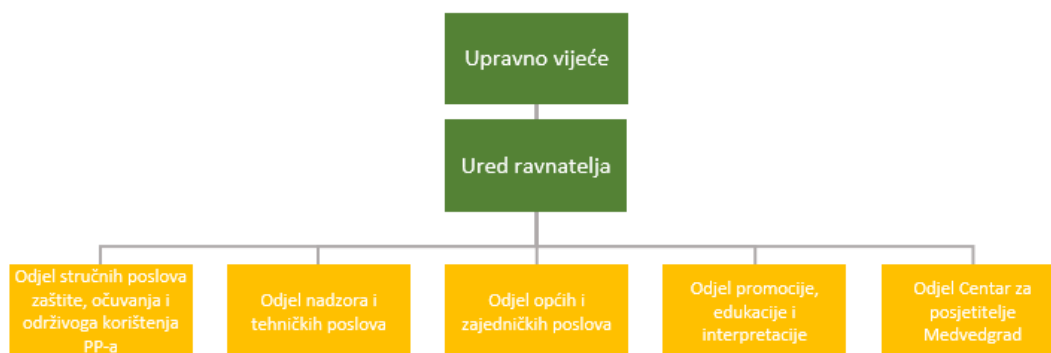 Upravno vijeće
Ured ravnatelja
Odjel stručnih poslova
zaštite, očuvanja i
održivoga korištenja
PP-a
Odjel nadzora i
tehničkih poslova
Odjel općih i
zajedničkih poslova
Odjel promocije,
edukacije i
interpretacije
Odjel Centar za
posjetitelje
Medvedgrad